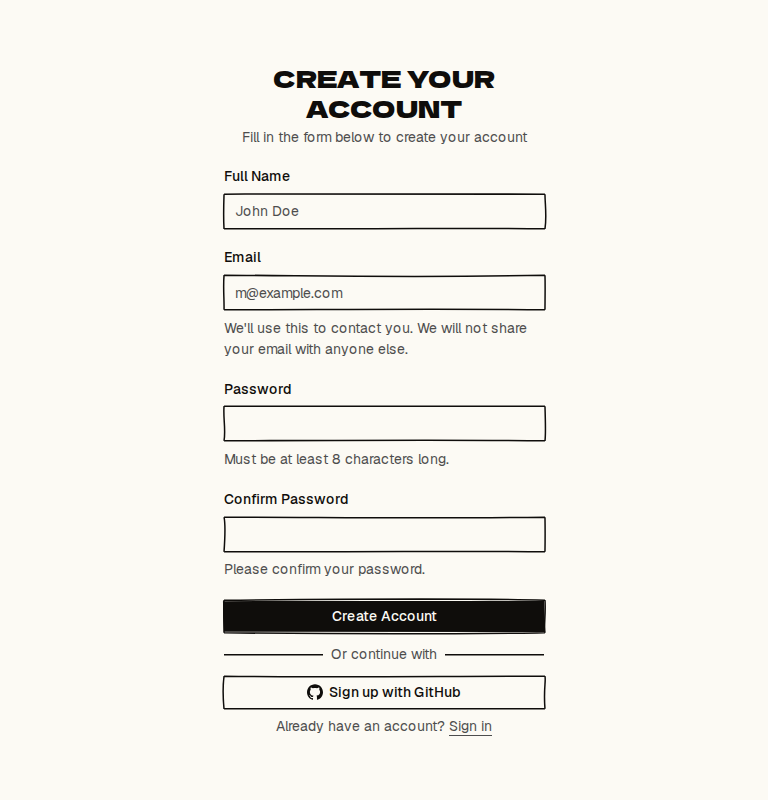 CREATE YOUR
ACCOUNT
Fill in the form below to create your account
Full Name
John Doe
Email
m@example.com
We'll use this to contact you. We will not share
your email with anyone else.
Password
Must be at least 8 characters long.
Confirm Password
Please confirm your password.
Create Account
Or continue with
Sign up with GitHub
Already have an account? Sign in